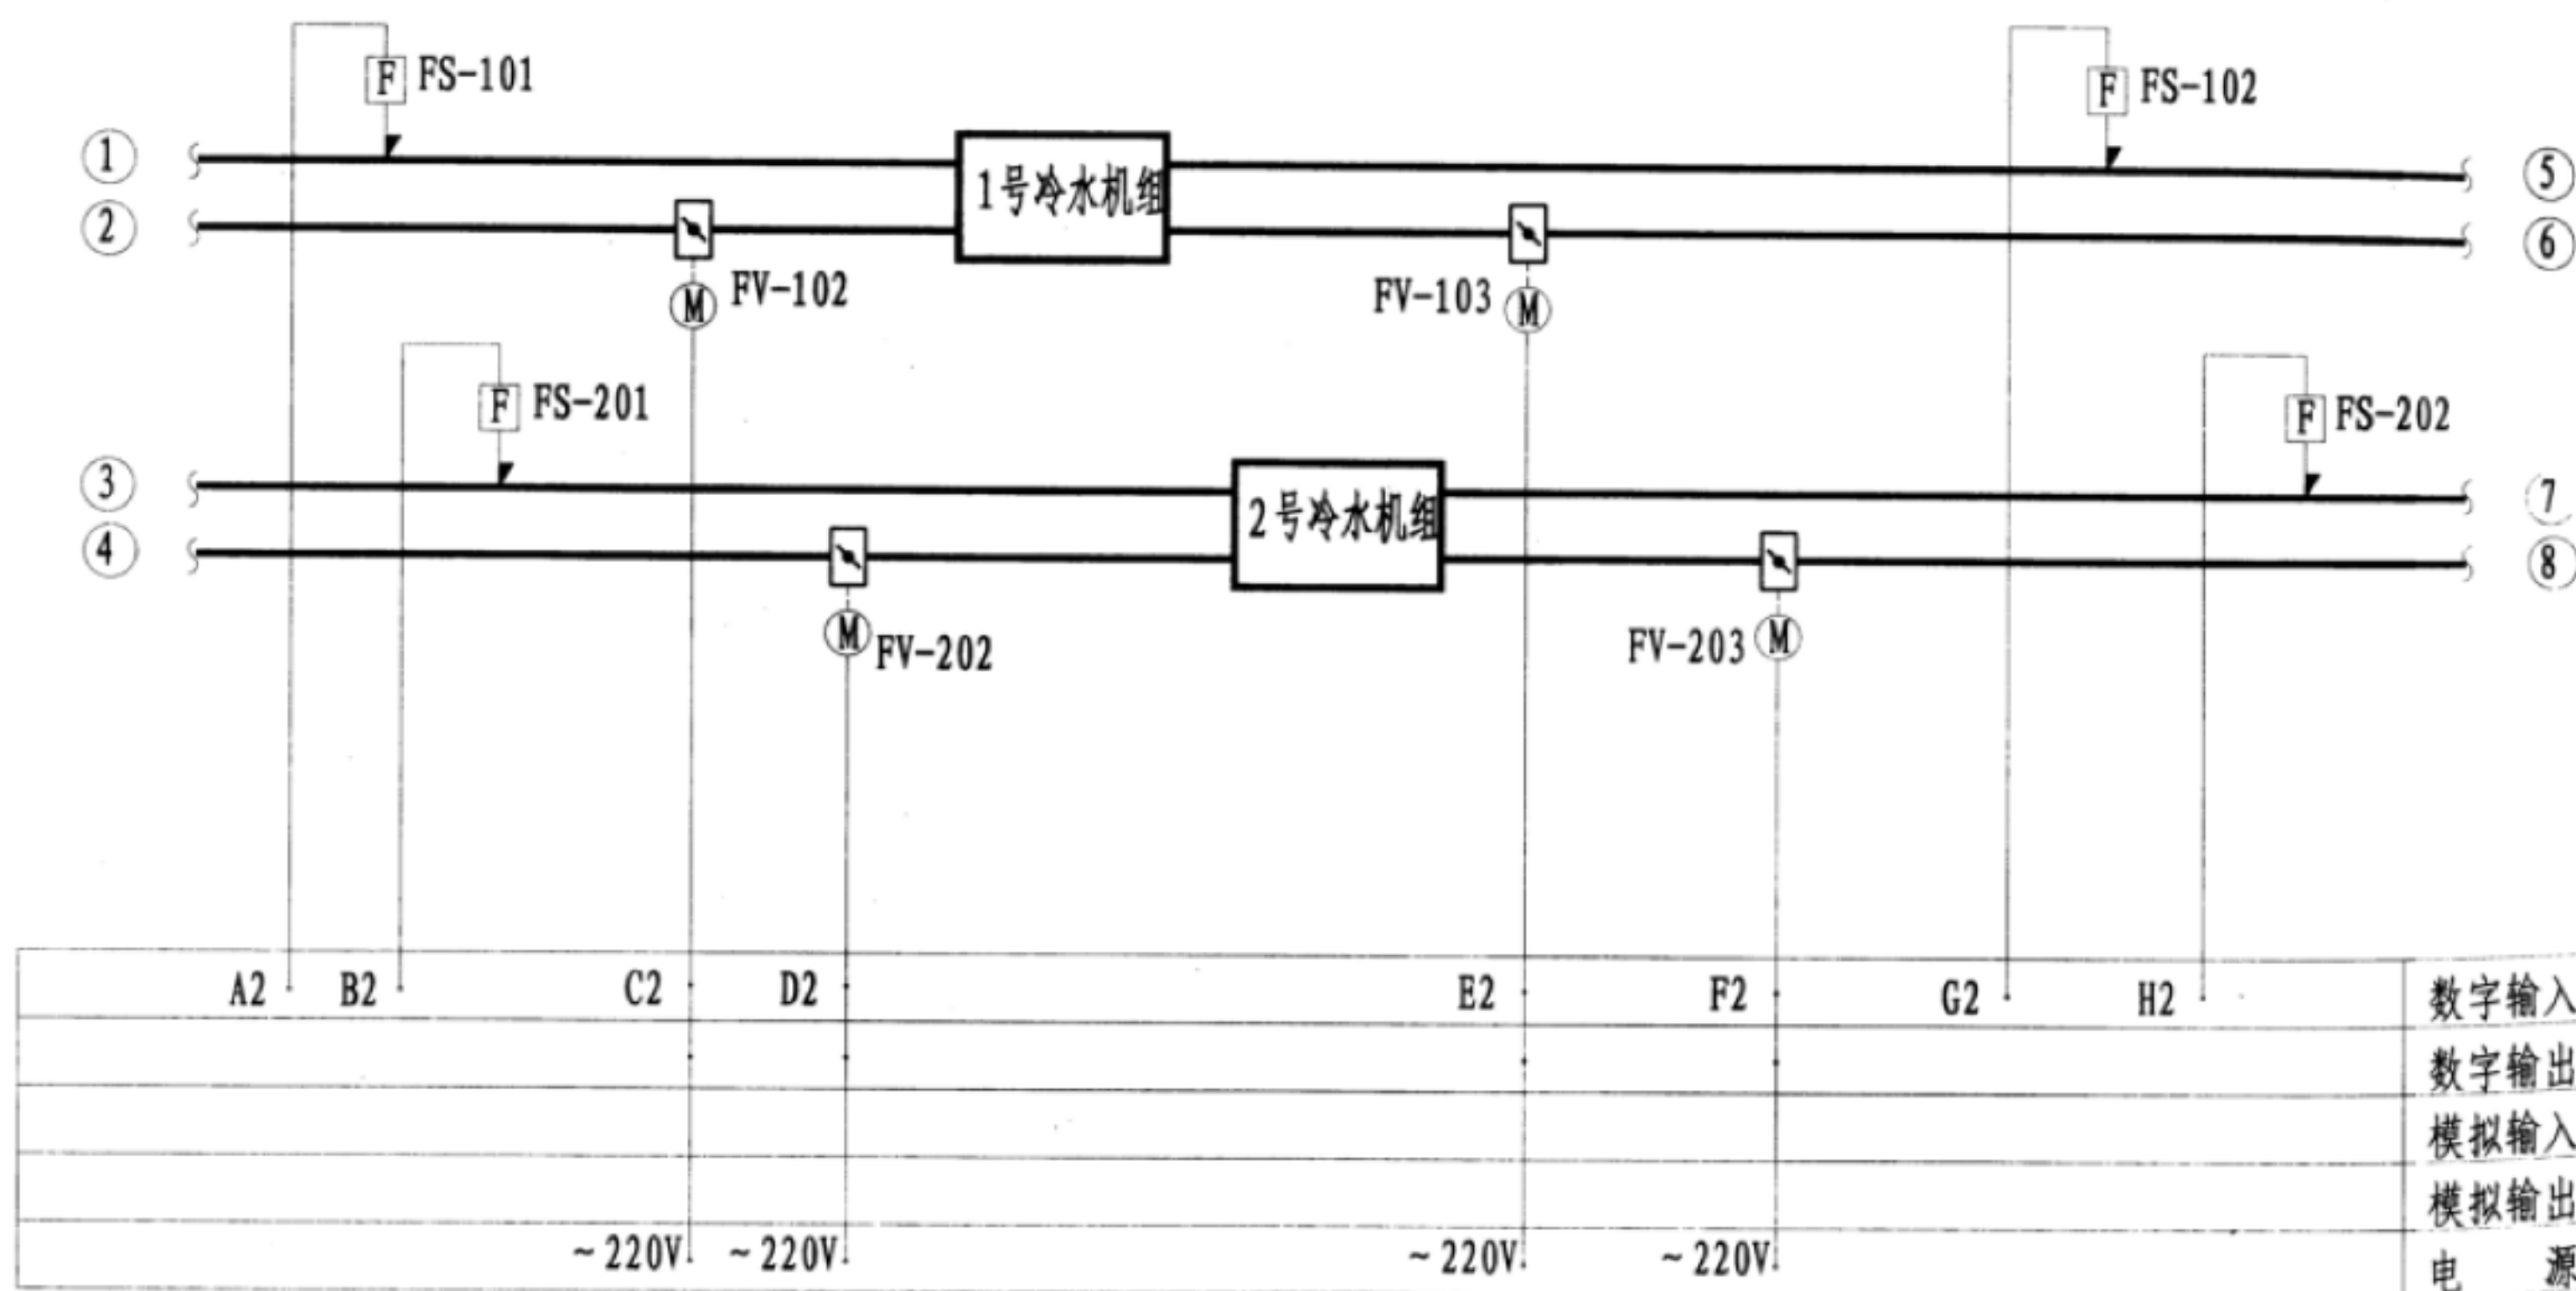 F FS-101
F FS-102
① ⑤
1号冷水机组
② ⑥
M FV-102
FV-103 M
F FS-201
F FS-202
③ ⑦
2号冷水机组
④ ⑧
M FV-202
FV-203 M
A2 B2 C2 D2 E2 F2 G2 H2 数字输入
数字输出
模拟输入
模拟输出
~220V ~220V ~220V ~220V 电 源